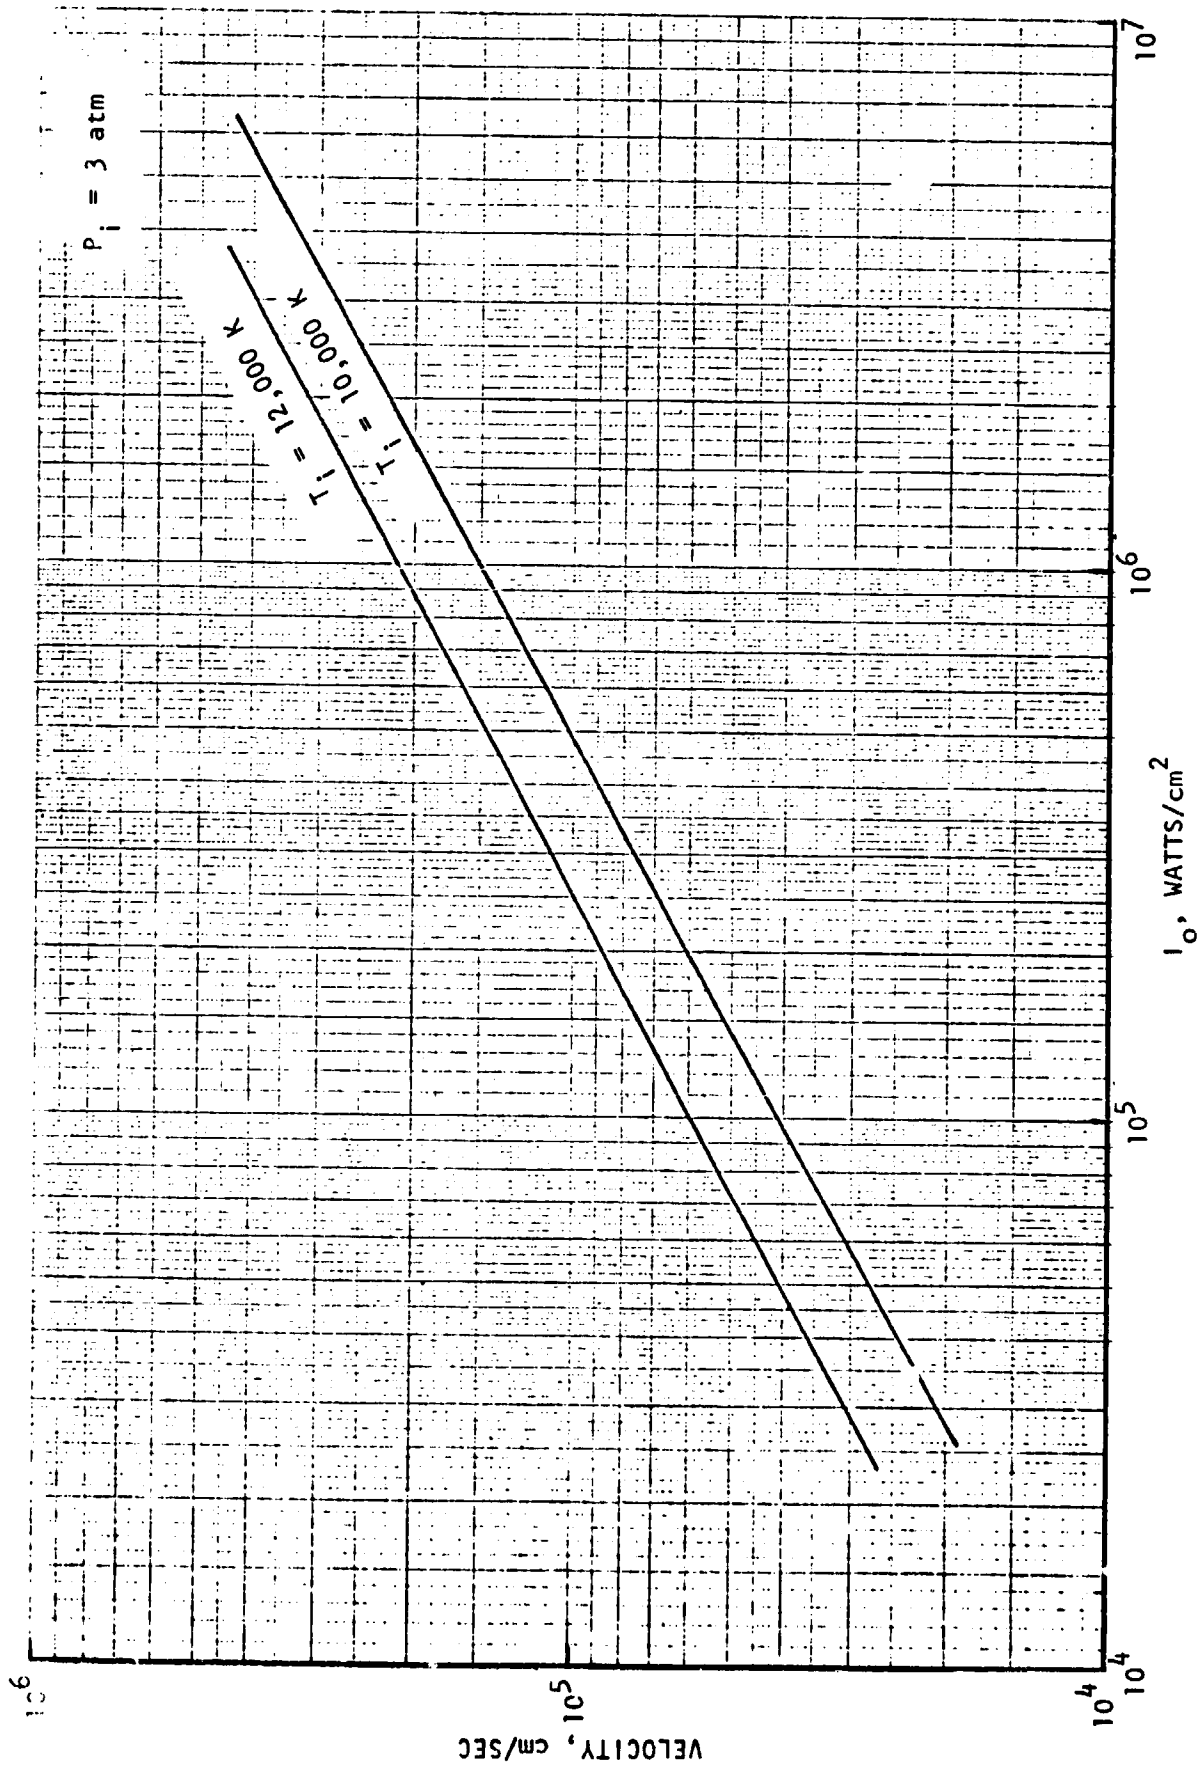 P_i = 3 atm
T_i = 12,000 K
T_i = 10,000 K
VELOCITY, cm/SEC
10^6
10^5
10^4
10^4
10^5
10^6
10^7
I_o, WATTS/cm^2